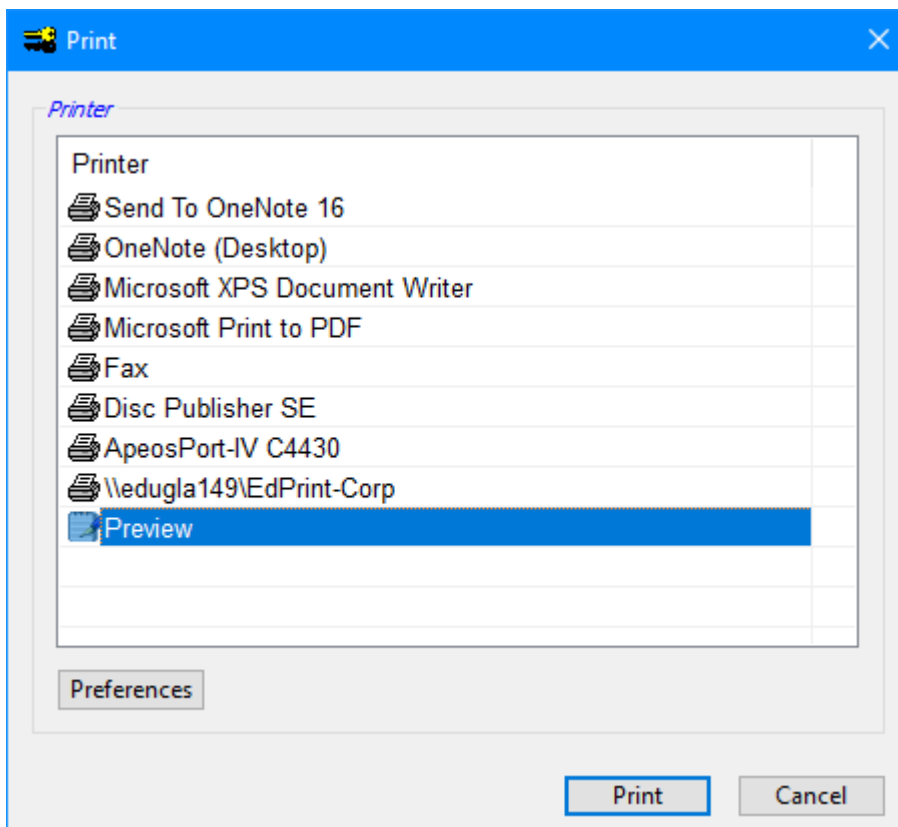 Print
Printer
Printer
Send To OneNote 16
OneNote (Desktop)
Microsoft XPS Document Writer
Microsoft Print to PDF
Fax
Disc Publisher SE
ApeosPort-IV C4430
\\edugla149\EdPrint-Corp
Preview
Preferences
Print Cancel